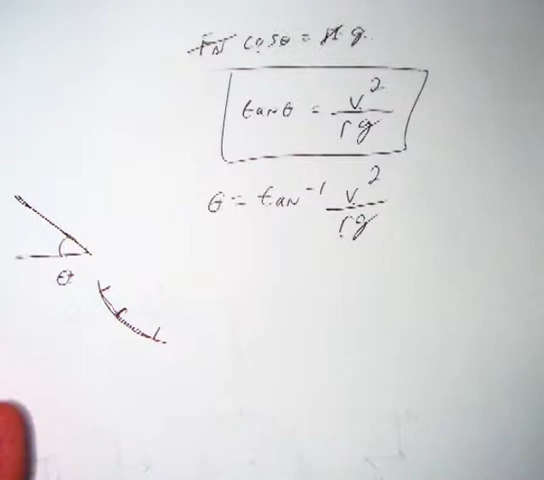 FN cosθ = m g
tanθ = v²/rg
θ = tan⁻¹ v²/rg
θ